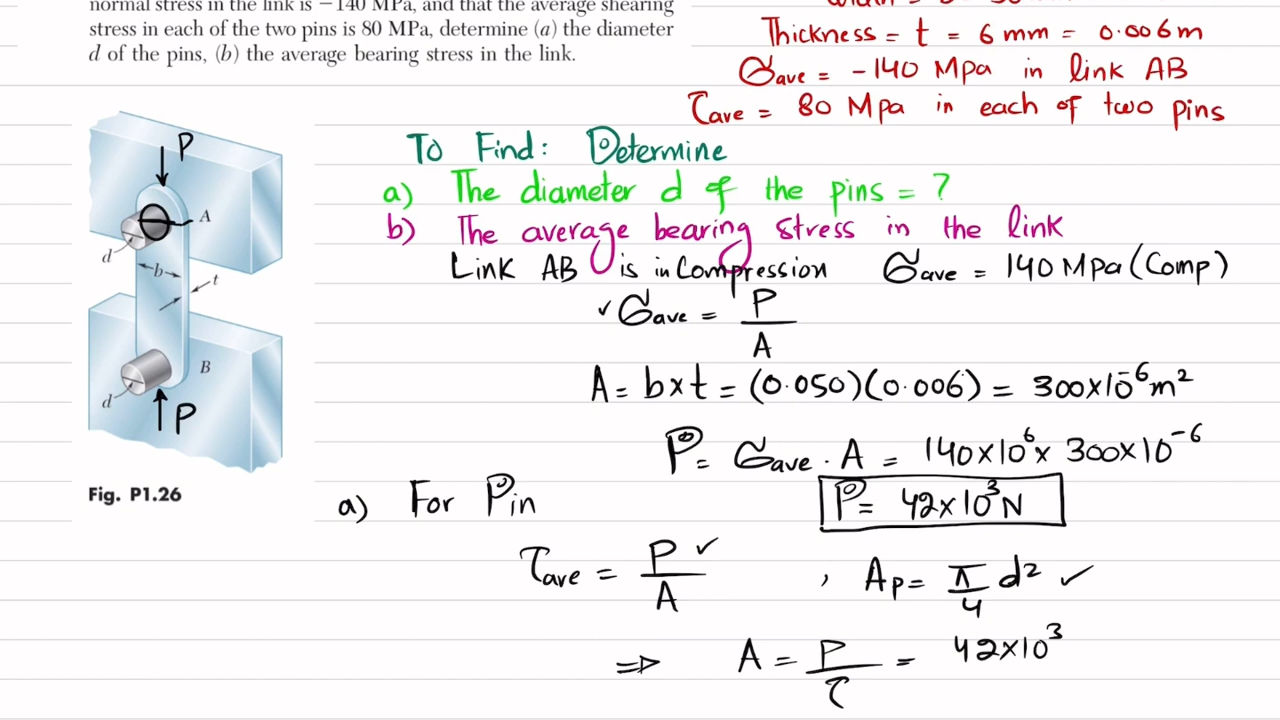 normal stress in the link is −140 MPa, and that the average shearing
stress in each of the two pins is 80 MPa, determine (a) the diameter
d of the pins, (b) the average bearing stress in the link.
Thickness = t = 6 mm = 0.006m
σave = -140 MPa in link AB
τave = 80 MPa in each of two pins
To Find: Determine
a) The diameter d of the pins = ?
b) The average bearing stress in the link
Link AB is in Compression σave = 140 MPa (Comp)
✓ σave = P/A
A = b×t = (0.050)(0.006) = 300×10⁻⁶ m²
P = σave . A = 140×10⁶ × 300×10⁻⁶
P = 42×10³ N
a) For Pin
τave = P/A ✓ , Ap = π/4 d² ✓
⇒ A = P/τ = 42×10³
P
A
d
b
t
B
d
P
Fig. P1.26